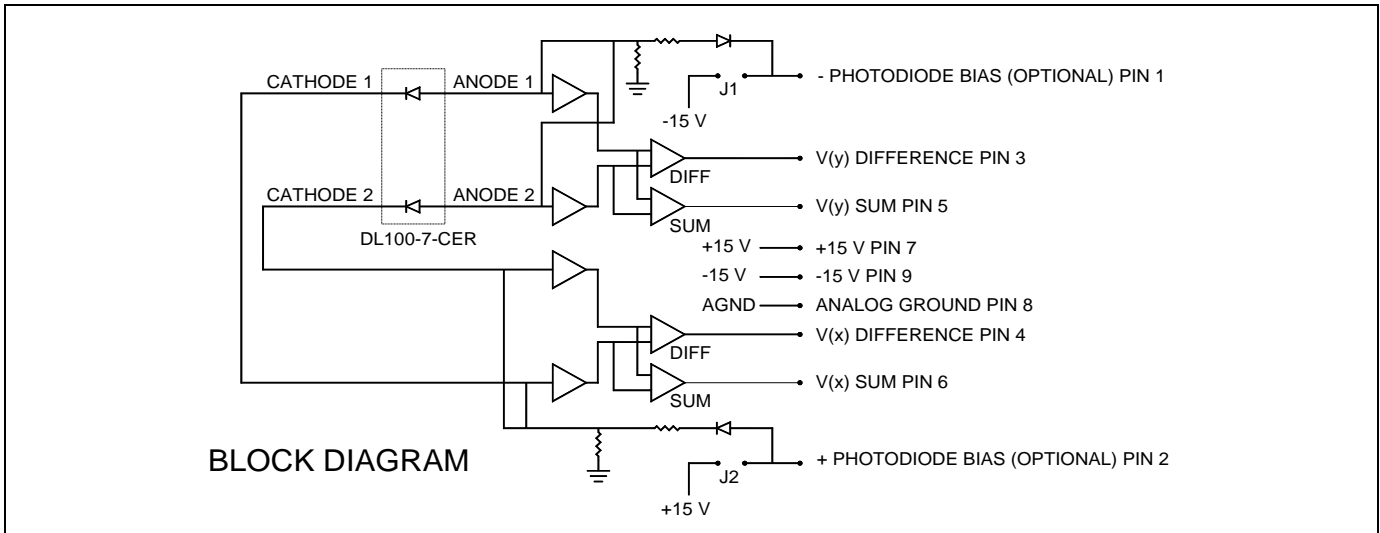 CATHODE 1
ANODE 1
J1
- PHOTODIODE BIAS (OPTIONAL) PIN 1
-15 V
V(y) DIFFERENCE PIN 3
DIFF
CATHODE 2
ANODE 2
V(y) SUM PIN 5
SUM
DL100-7-CER
+15 V
+15 V PIN 7
-15 V
-15 V PIN 9
AGND
ANALOG GROUND PIN 8
V(x) DIFFERENCE PIN 4
DIFF
V(x) SUM PIN 6
SUM
BLOCK DIAGRAM
+ PHOTODIODE BIAS (OPTIONAL) PIN 2
J2
+15 V